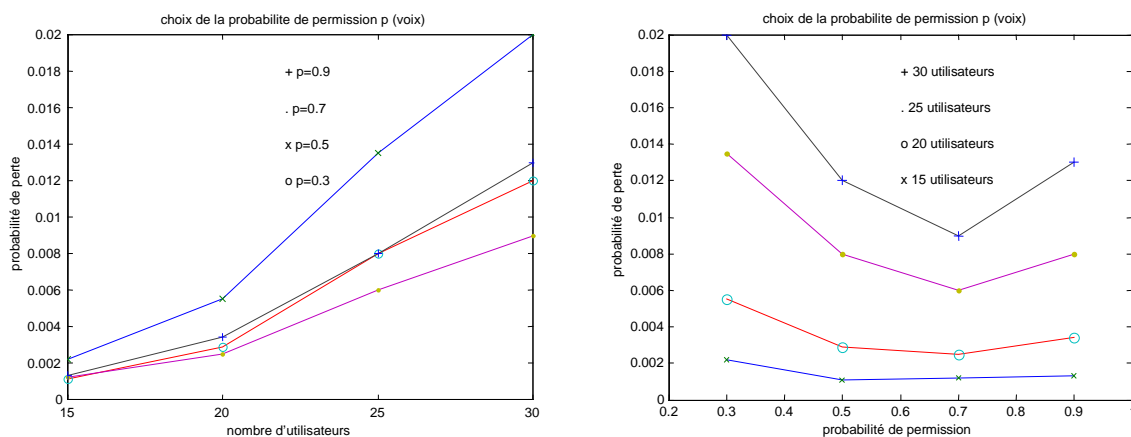 choix de la probabilite de permission p (voix)
0.02
0.018
0.016
0.014
0.012
0.01
0.008
0.006
0.004
0.002
0
+ p=0.9
. p=0.7
x p=0.5
o p=0.3
probabilité de perte
15
20
25
30
nombre d'utilisateurs
choix de la probabilite de permission p (voix)
0.02
0.018
0.016
0.014
0.012
0.01
0.008
0.006
0.004
0.002
0
+ 30 utilisateurs
. 25 utilisateurs
o 20 utilisateurs
x 15 utilisateurs
probabilité de perte
0.2
0.3
0.4
0.5
0.6
0.7
0.8
0.9
1
probabilité de permission